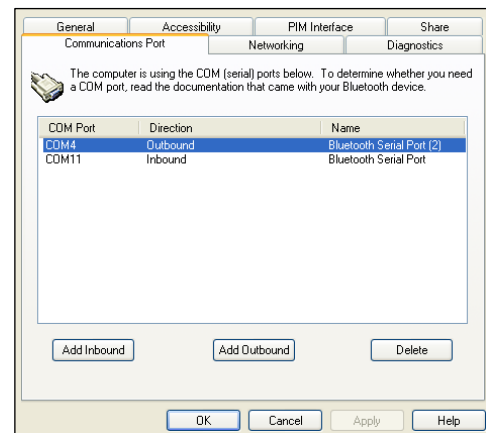 General Accessibility PIM Interface Share
Communications Port Networking Diagnostics
The computer is using the COM (serial) ports below. To determine whether you need
a COM port, read the documentation that came with your Bluetooth device.
COM Port Direction Name
COM4 Outbound Bluetooth Serial Port (2)
COM11 Inbound Bluetooth Serial Port
Add Inbound Add Outbound Delete
OK Cancel Apply Help